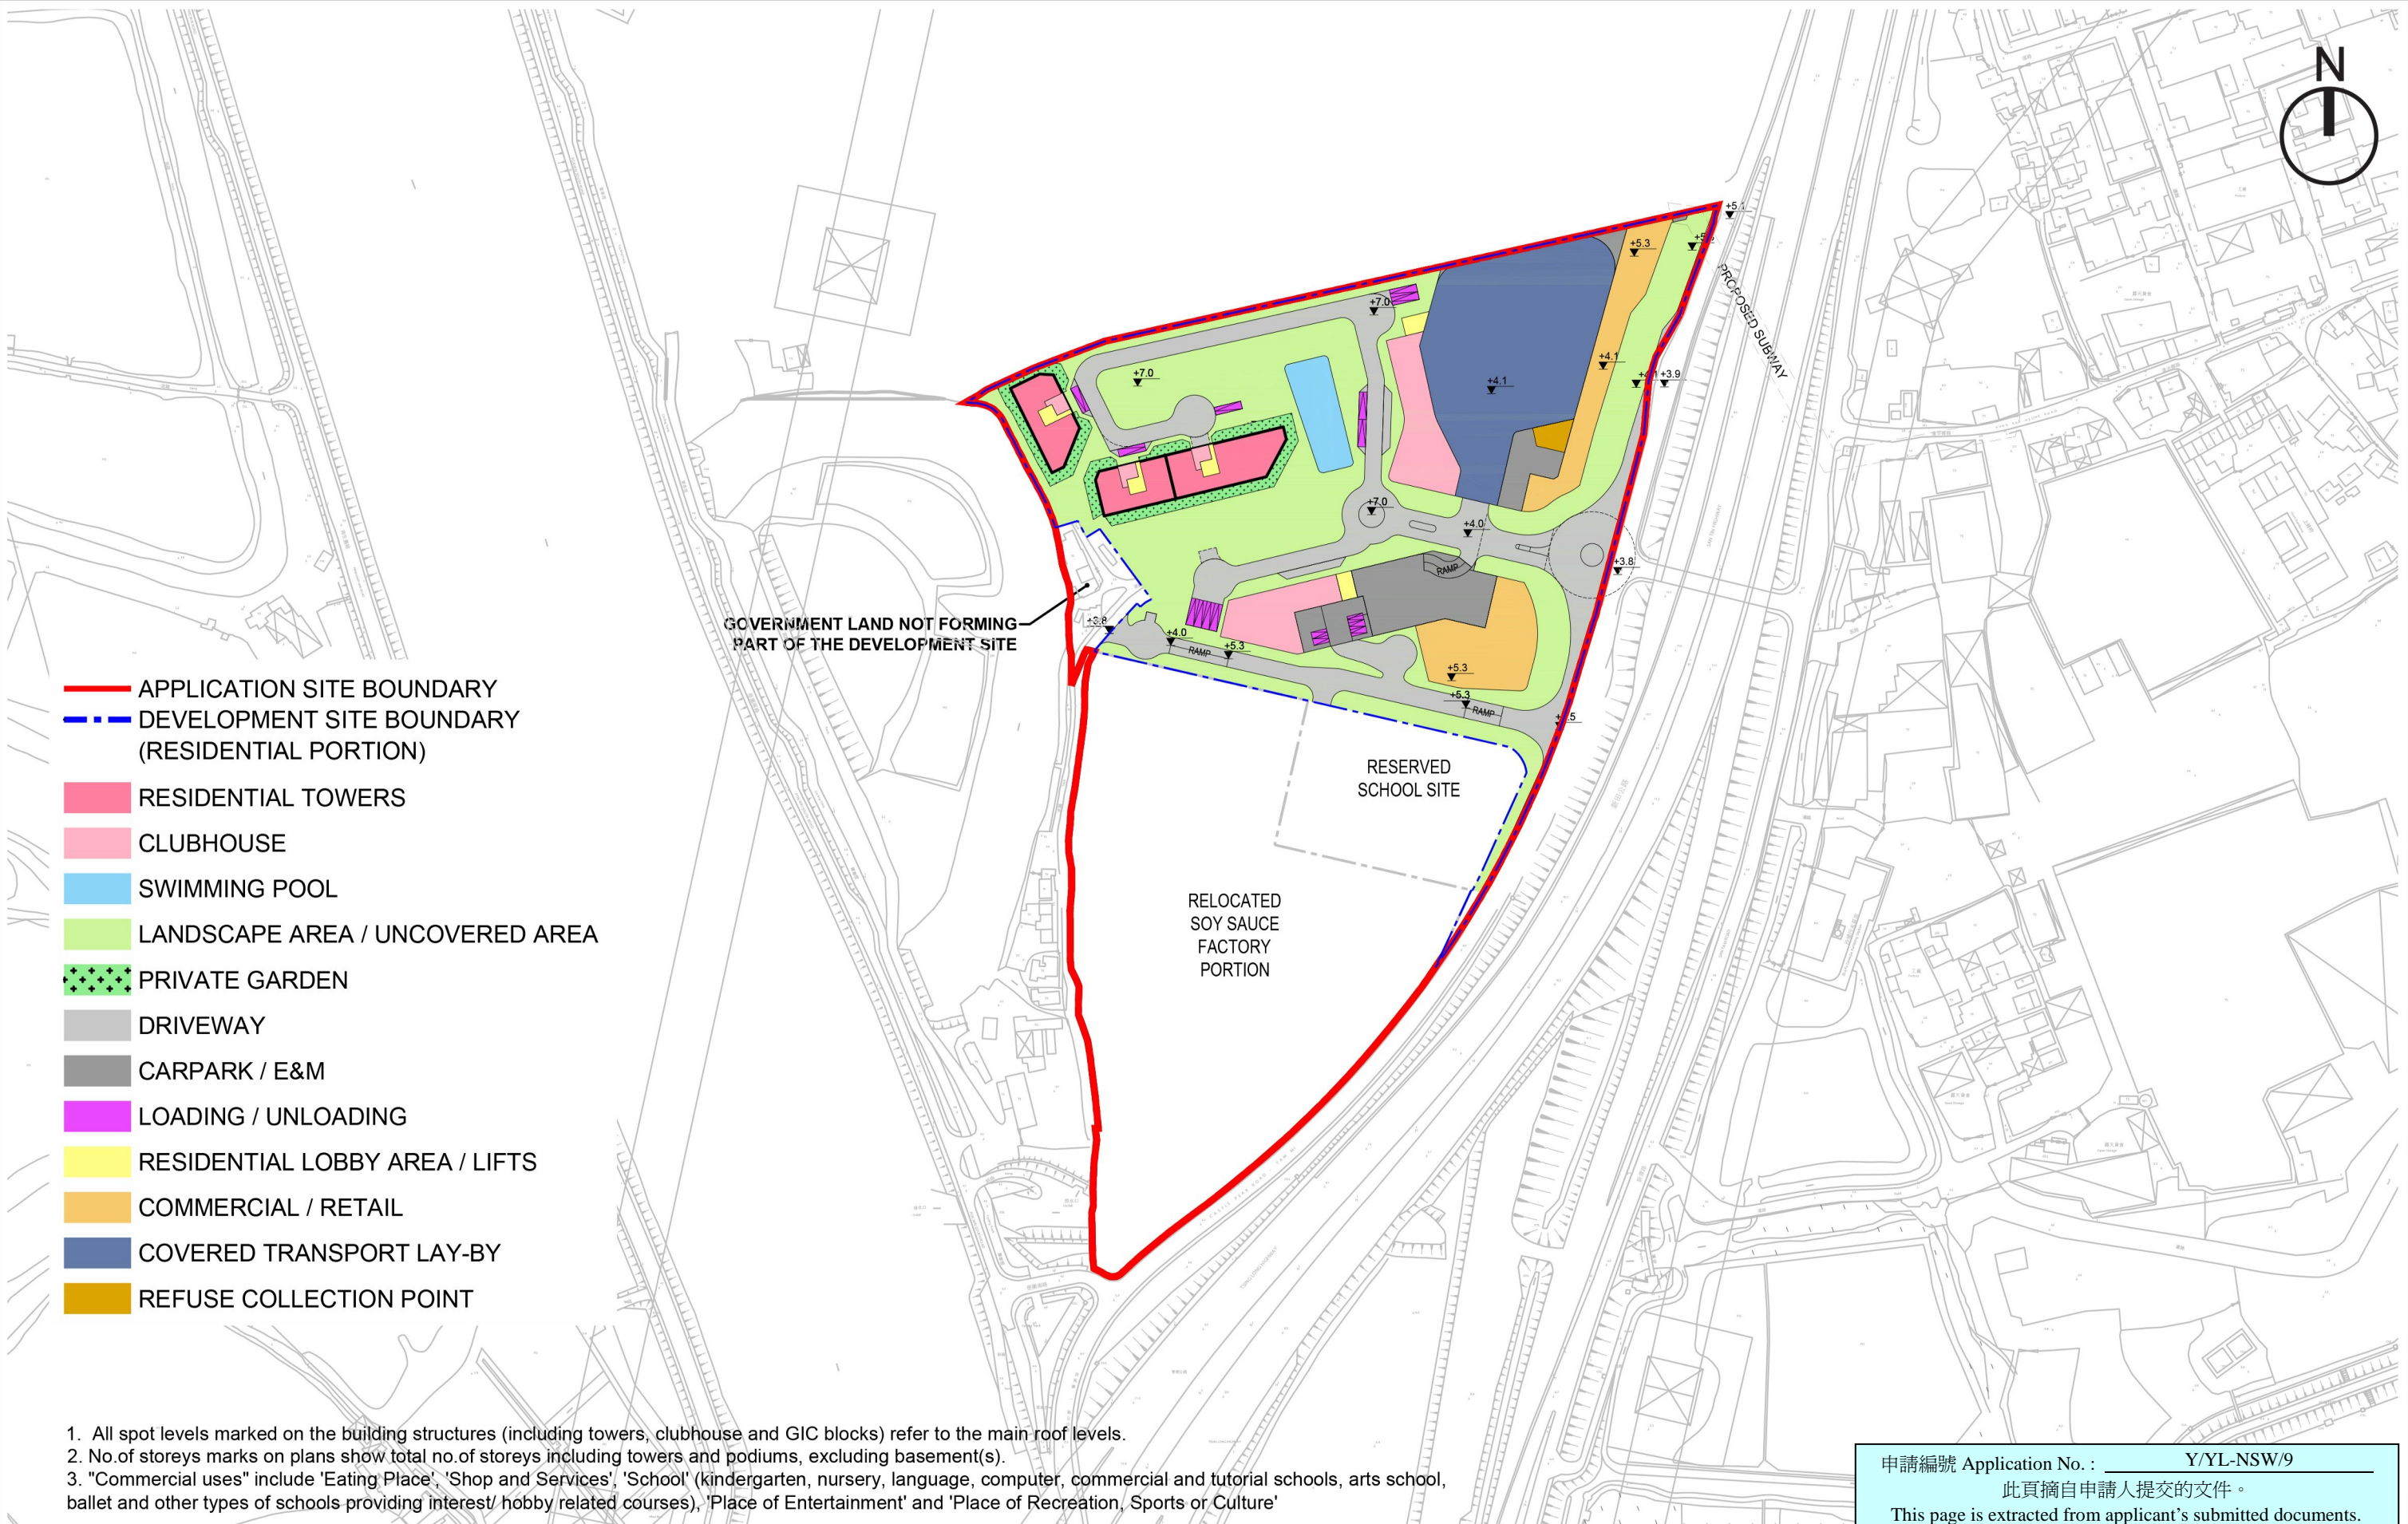 N
+5.1
+5.3
PROPOSED SUBWAY
+7.0
+4.1
+7.0
+4.1
+3.9
+7.0
+4.0
+3.8
RAMP
GOVERNMENT LAND NOT FORMING
PART OF THE DEVELOPMENT SITE
+3.8
+4.0
RAMP
+5.3
+5.3
+5.3
RAMP
RESERVED
SCHOOL SITE
RELOCATED
SOY SAUCE
FACTORY
PORTION
APPLICATION SITE BOUNDARY
DEVELOPMENT SITE BOUNDARY
(RESIDENTIAL PORTION)
RESIDENTIAL TOWERS
CLUBHOUSE
SWIMMING POOL
LANDSCAPE AREA / UNCOVERED AREA
PRIVATE GARDEN
DRIVEWAY
CARPARK / E&M
LOADING / UNLOADING
RESIDENTIAL LOBBY AREA / LIFTS
COMMERCIAL / RETAIL
COVERED TRANSPORT LAY-BY
REFUSE COLLECTION POINT
1. All spot levels marked on the building structures (including towers, clubhouse and GIC blocks) refer to the main roof levels.
2. No.of storeys marks on plans show total no.of storeys including towers and podiums, excluding basement(s).
3. "Commercial uses" include 'Eating Place', 'Shop and Services', 'School' (kindergarten, nursery, language, computer, commercial and tutorial schools, arts school,
ballet and other types of schools providing interest/ hobby related courses), 'Place of Entertainment' and 'Place of Recreation, Sports or Culture'
申請編號 Application No. : Y/YL-NSW/9
此頁摘自申請人提交的文件。
This page is extracted from applicant's submitted documents.